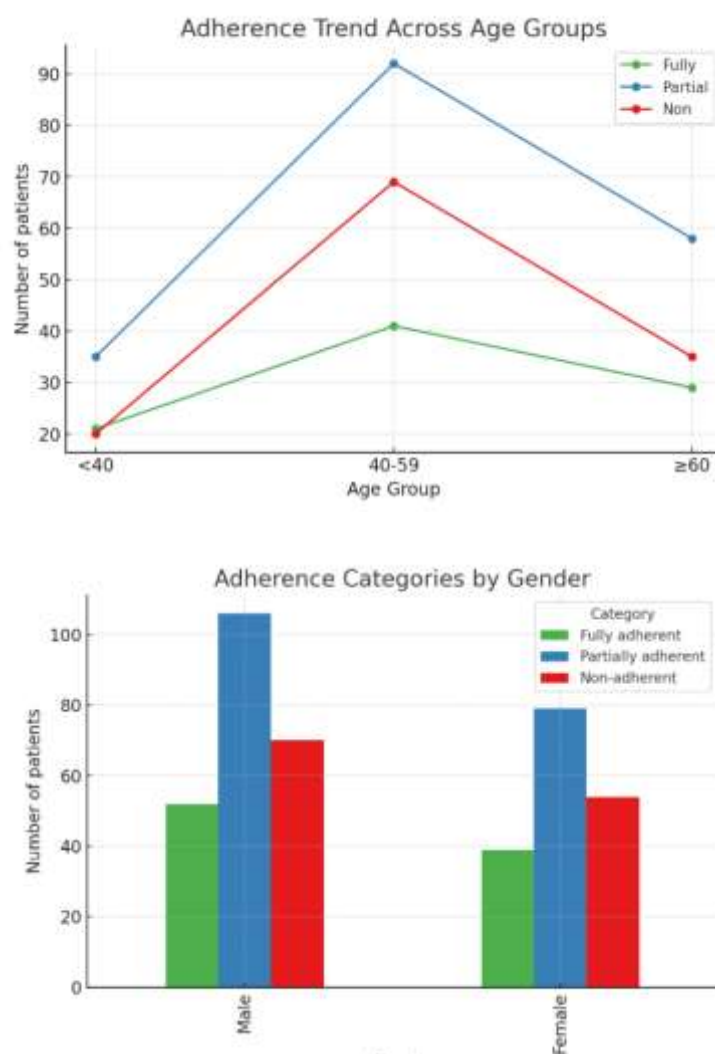 Adherence Trend Across Age Groups
Fully
Partial
Non
Number of patients
90
80
70
60
50
40
30
20
<40
40-59
≥60
Age Group
Adherence Categories by Gender
Category
Fully adherent
Partially adherent
Non-adherent
Number of patients
100
80
60
40
20
0
Male
Female